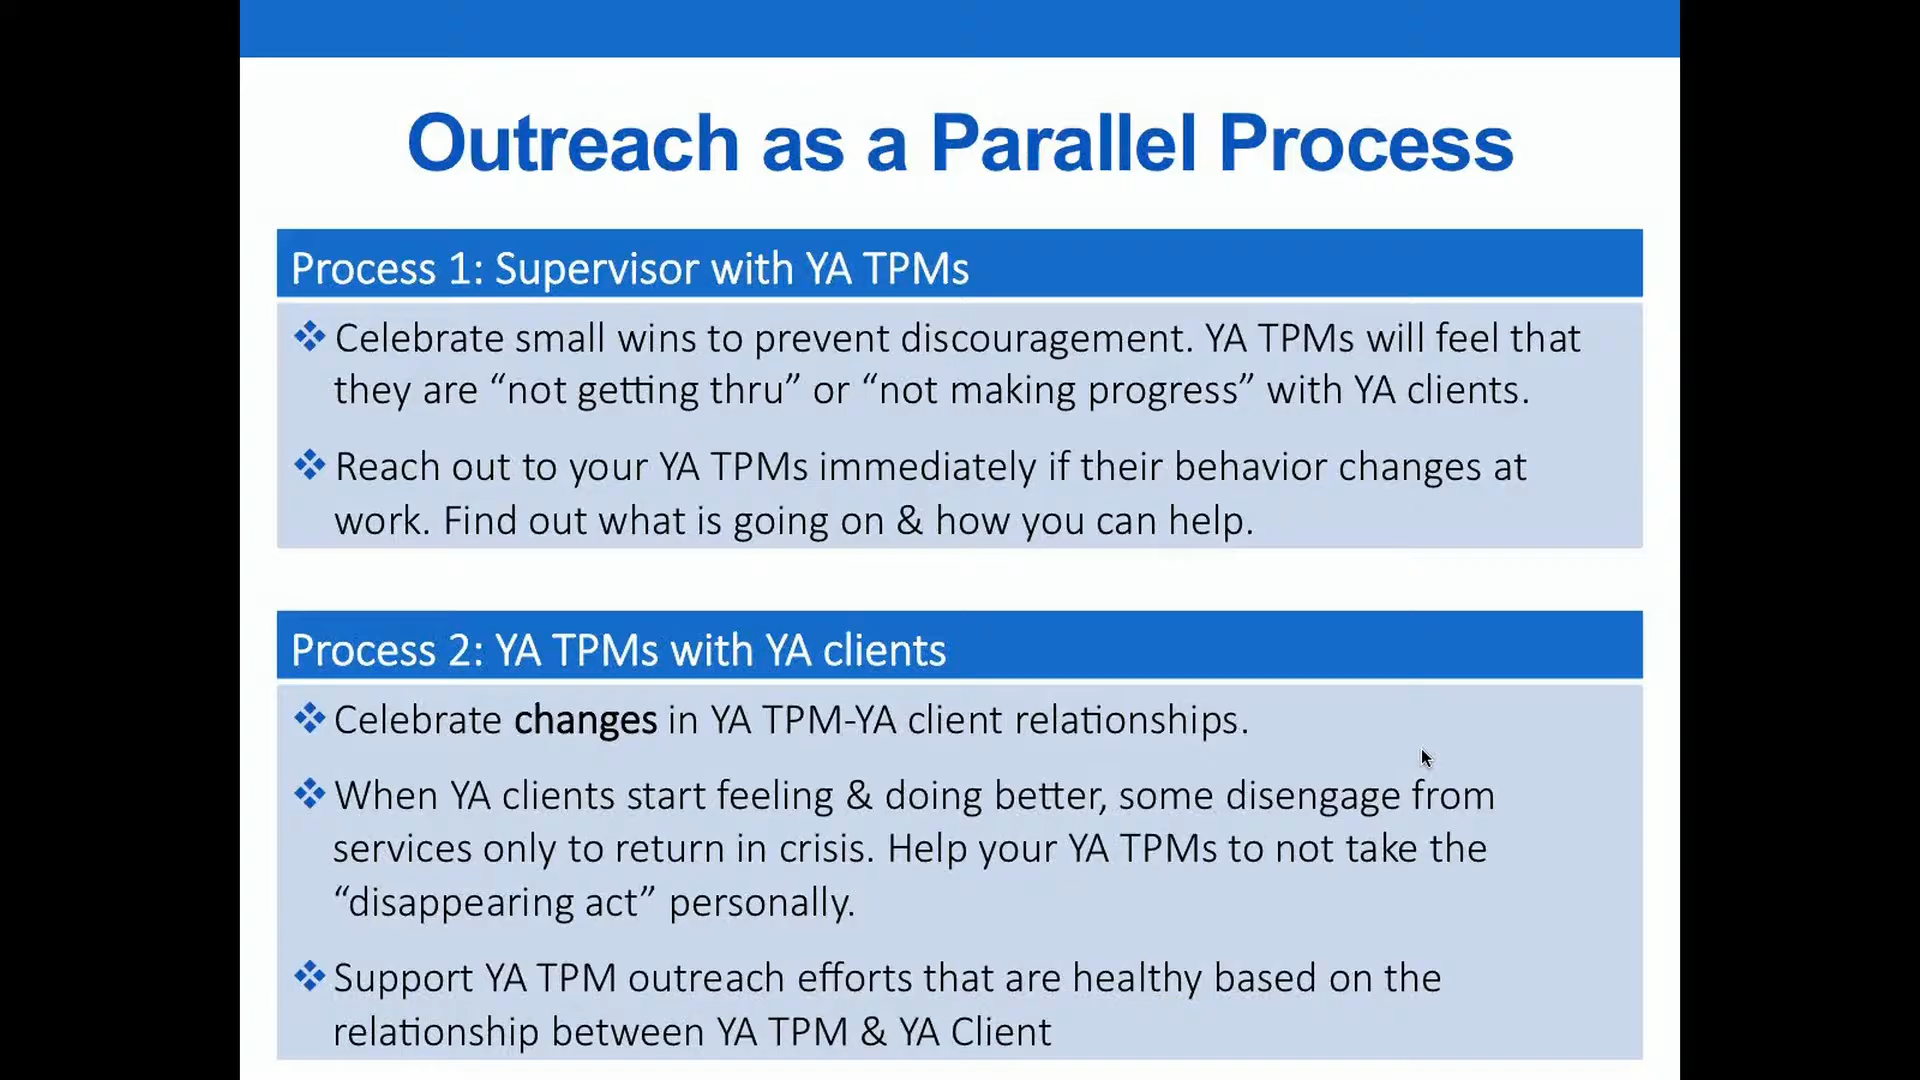 Outreach as a Parallel Process
Process 1: Supervisor with YA TPMs
❖ Celebrate small wins to prevent discouragement. YA TPMs will feel that
they are “not getting thru” or “not making progress” with YA clients.
❖ Reach out to your YA TPMs immediately if their behavior changes at
work. Find out what is going on & how you can help.
Process 2: YA TPMs with YA clients
❖ Celebrate changes in YA TPM-YA client relationships.
❖ When YA clients start feeling & doing better, some disengage from
services only to return in crisis. Help your YA TPMs to not take the
“disappearing act” personally.
❖ Support YA TPM outreach efforts that are healthy based on the
relationship between YA TPM & YA Client